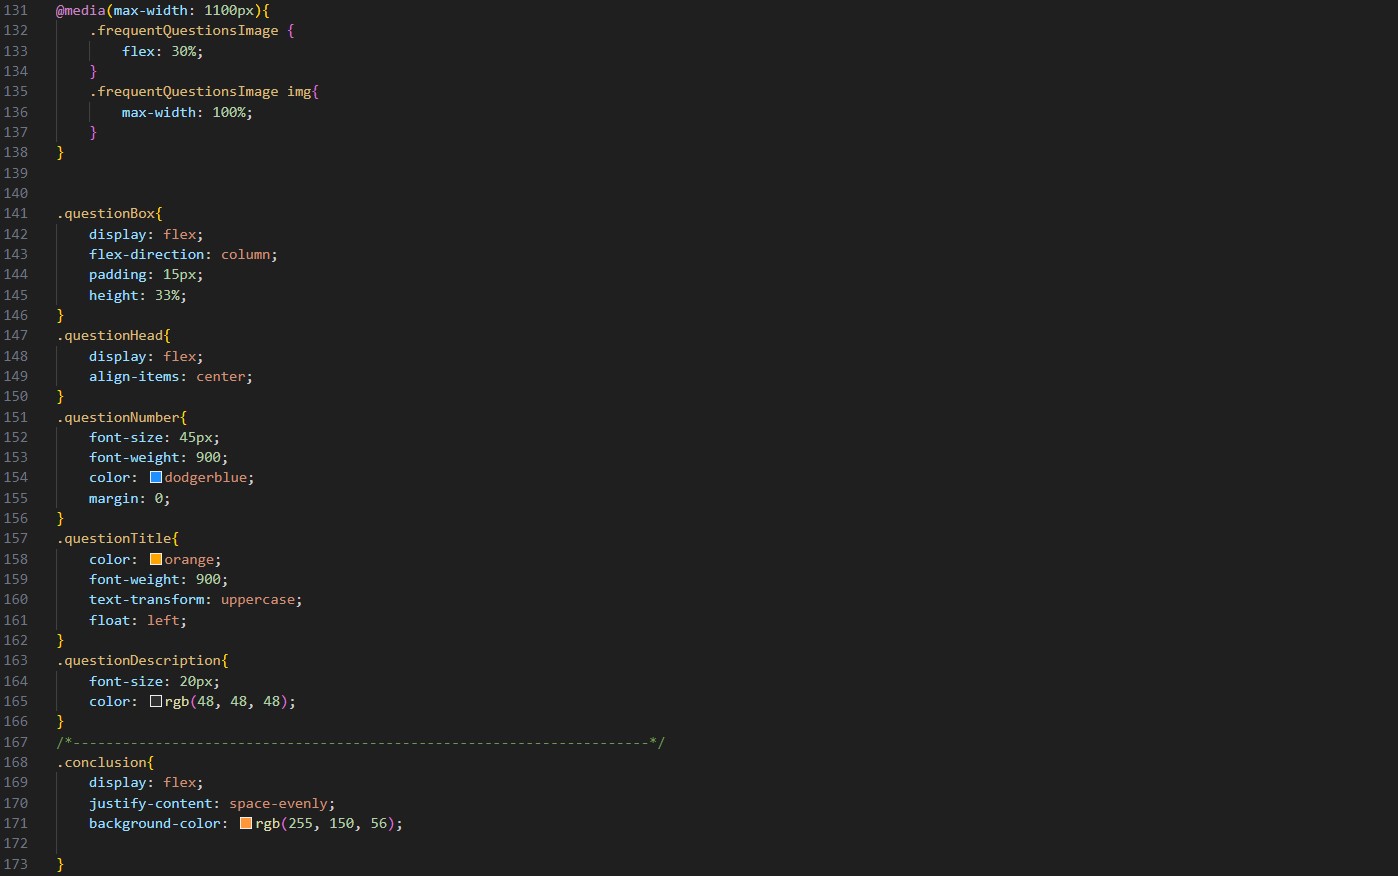 131 @media(max-width: 1100px){
132     .frequentQuestionsImage {
133         flex: 30%;
134     }
135     .frequentQuestionsImage img{
136         max-width: 100%;
137     }
138 }
139
140
141 .questionBox{
142     display: flex;
143     flex-direction: column;
144     padding: 15px;
145     height: 33%;
146 }
147 .questionHead{
148     display: flex;
149     align-items: center;
150 }
151 .questionNumber{
152     font-size: 45px;
153     font-weight: 900;
154     color: dodgerblue;
155     margin: 0;
156 }
157 .questionTitle{
158     color: orange;
159     font-weight: 900;
160     text-transform: uppercase;
161     float: left;
162 }
163 .questionDescription{
164     font-size: 20px;
165     color: rgb(48, 48, 48);
166 }
167 /*----------------------------------------------------------------------*/
168 .conclusion{
169     display: flex;
170     justify-content: space-evenly;
171     background-color: rgb(255, 150, 56);
172
173 }